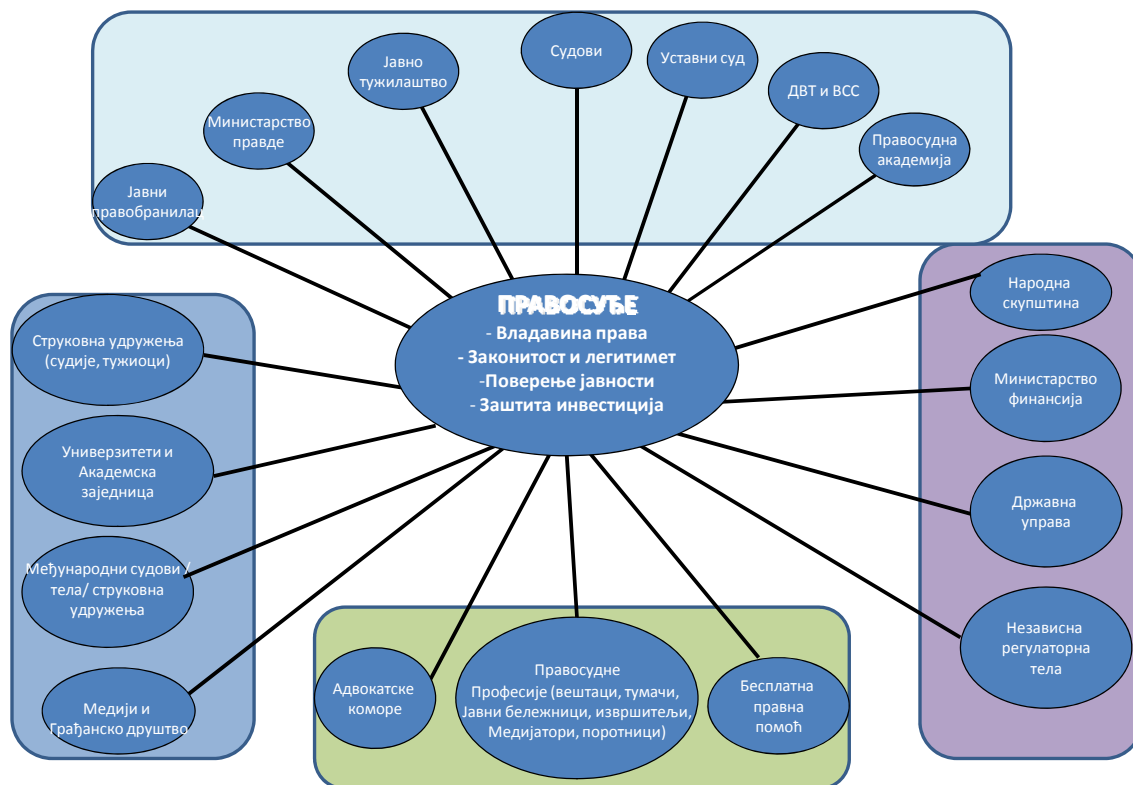 Судови
Јавно
тужилаштво
Уставни суд
ДВТ и ВСС
Министарство
правде
Правосудна
академија
Јавни
правобранилац
ПРАВОСУЂЕ
- Владавина права
- Законитост и легитимет
-Поверење јавности
- Заштита инвестиција
Народна
скупштина
Министарство
финансија
Државна
управа
Независна
регулаторна
тела
Струковна удружења
(судије, тужиоци)
Универзитети и
Академска
заједница
Међународни судови /
тела/ струковна
удружења
Медији и
Грађанско друштво
Адвокатске
коморе
Правосудне
Професије (вештаци, тумачи,
Јавни бележници, извршитељи,
Медијатори, поротници)
Бесплатна
правна
помоћ